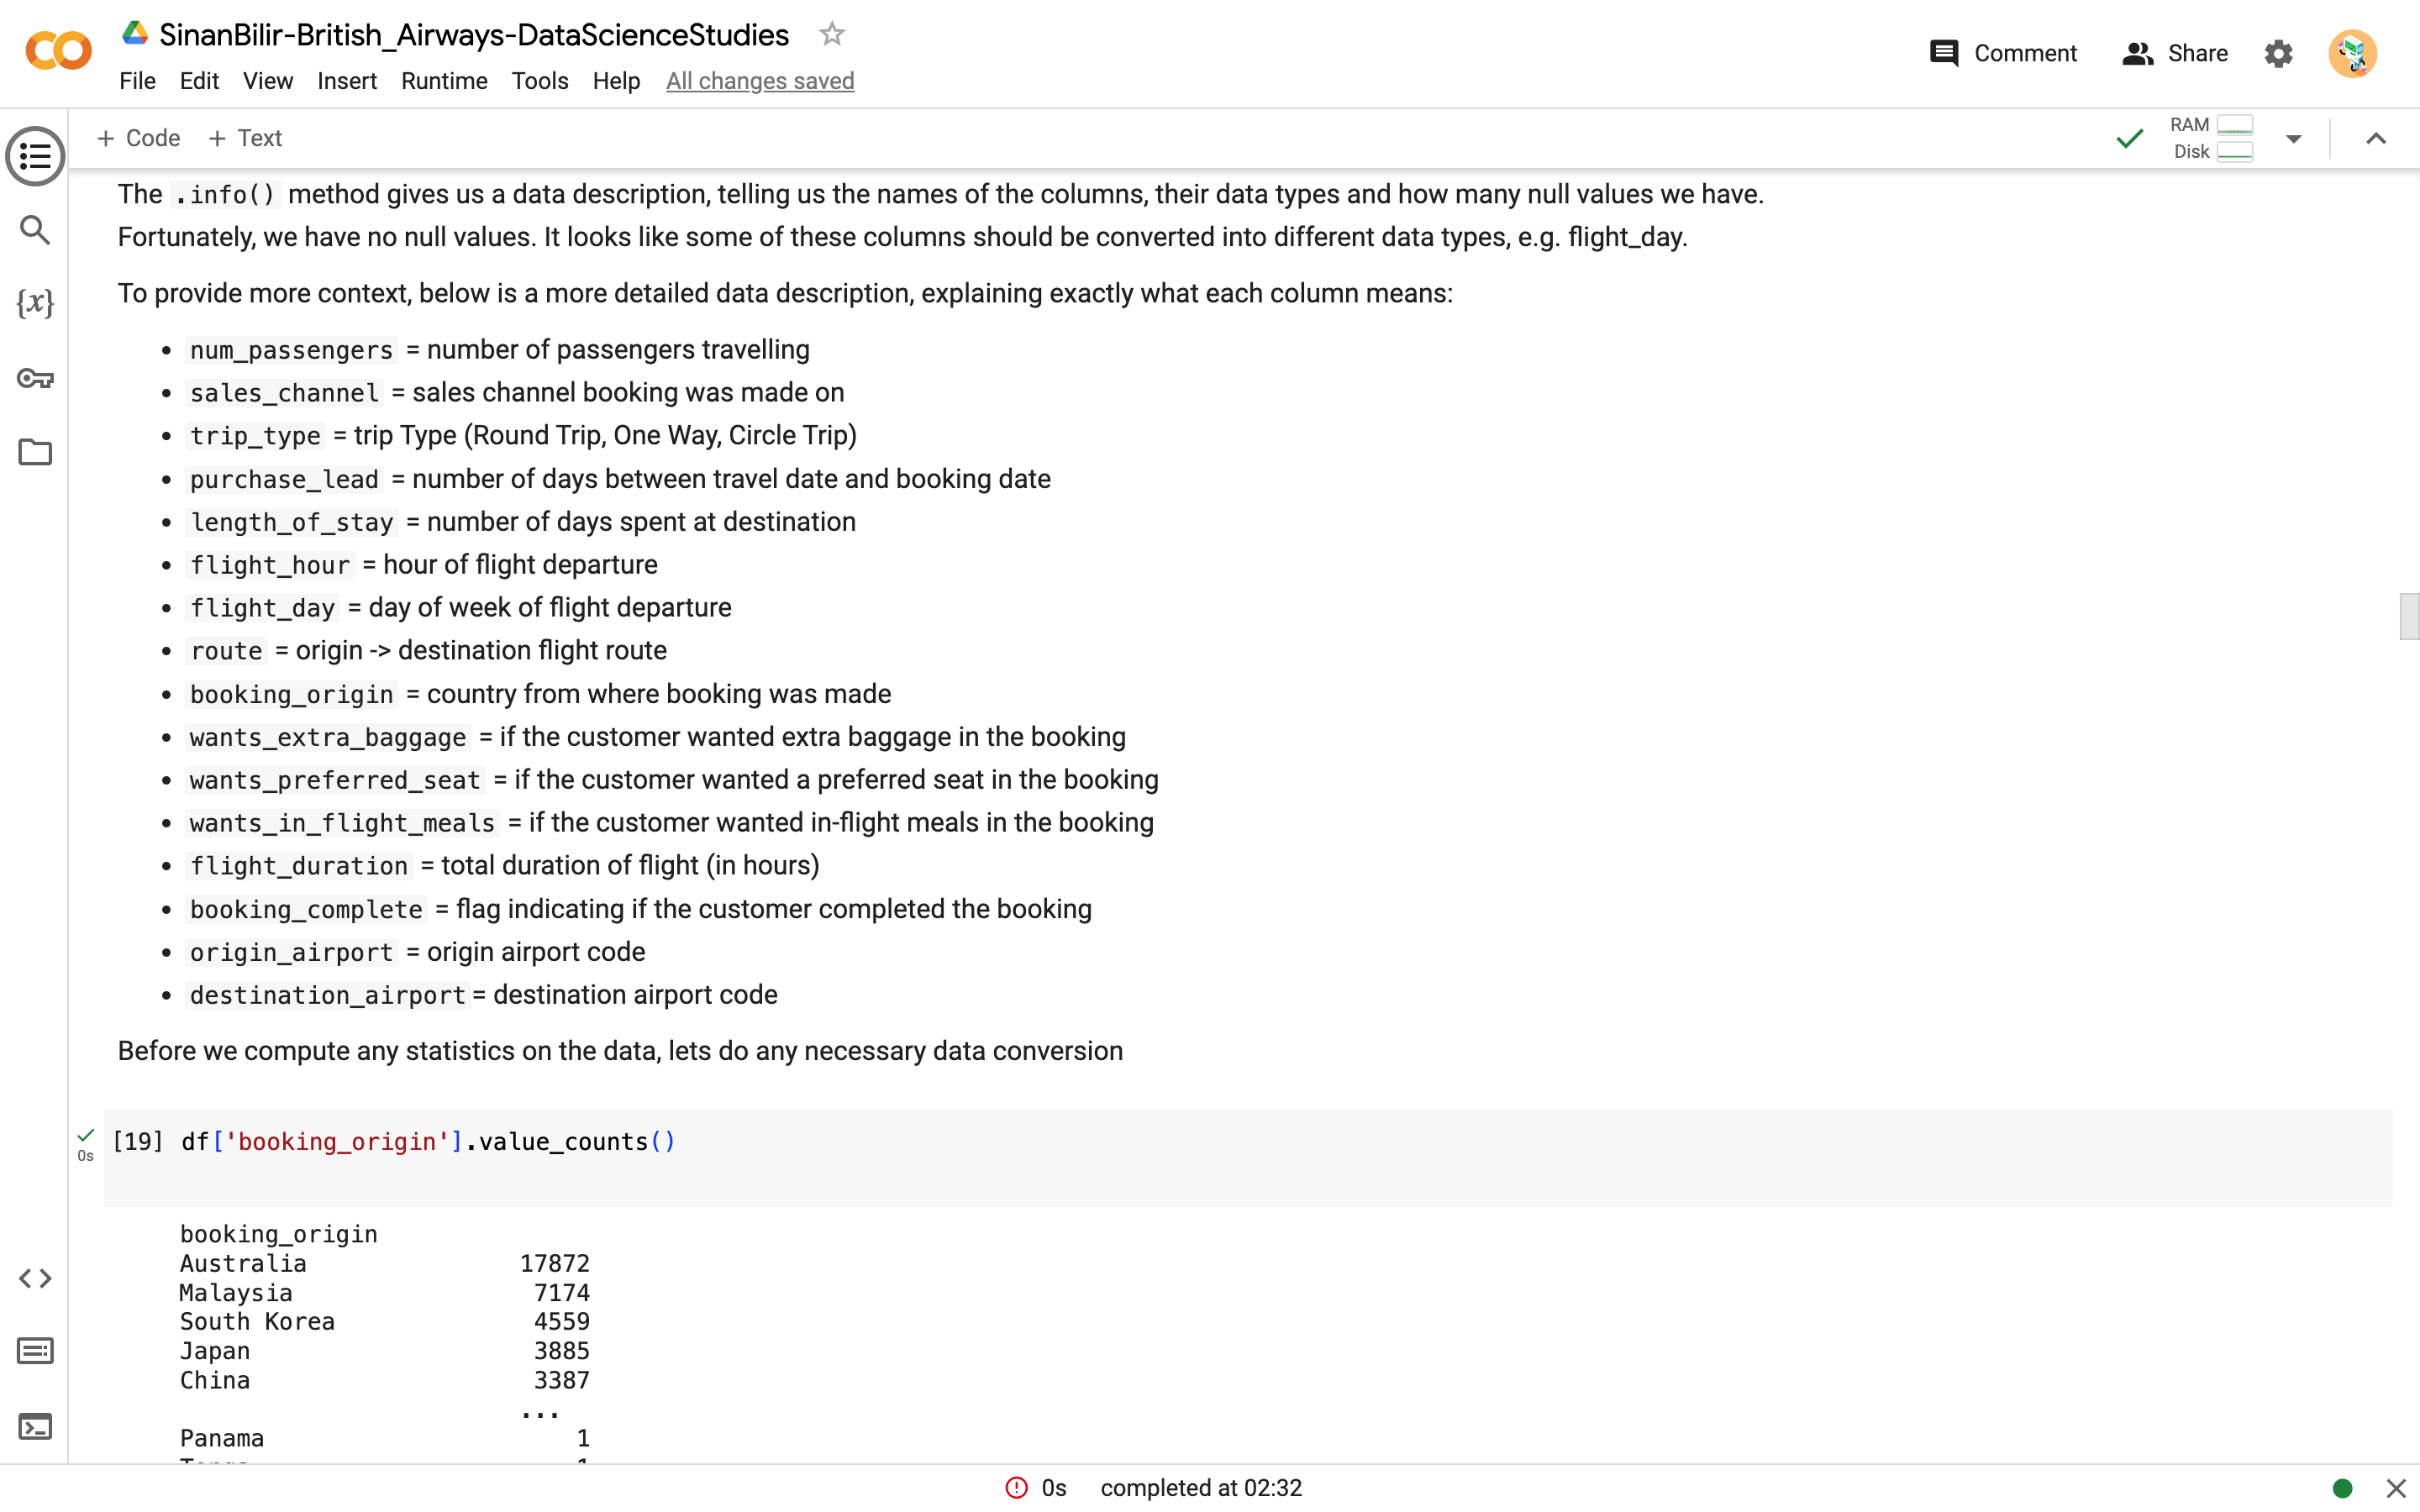 SinanBilir-British_Airways-DataScienceStudies
File Edit View Insert Runtime Tools Help All changes saved
Comment
Share
+ Code + Text
RAM
Disk
The .info() method gives us a data description, telling us the names of the columns, their data types and how many null values we have.
Fortunately, we have no null values. It looks like some of these columns should be converted into different data types, e.g. flight_day.
To provide more context, below is a more detailed data description, explaining exactly what each column means:
• num_passengers = number of passengers travelling
• sales_channel = sales channel booking was made on
• trip_type = trip Type (Round Trip, One Way, Circle Trip)
• purchase_lead = number of days between travel date and booking date
• length_of_stay = number of days spent at destination
• flight_hour = hour of flight departure
• flight_day = day of week of flight departure
• route = origin -> destination flight route
• booking_origin = country from where booking was made
• wants_extra_baggage = if the customer wanted extra baggage in the booking
• wants_preferred_seat = if the customer wanted a preferred seat in the booking
• wants_in_flight_meals = if the customer wanted in-flight meals in the booking
• flight_duration = total duration of flight (in hours)
• booking_complete = flag indicating if the customer completed the booking
• origin_airport = origin airport code
• destination_airport = destination airport code
Before we compute any statistics on the data, lets do any necessary data conversion
[19] df['booking_origin'].value_counts()
0s
booking_origin
Australia 17872
Malaysia 7174
South Korea 4559
Japan 3885
China 3387
...
Panama 1
0s completed at 02:32